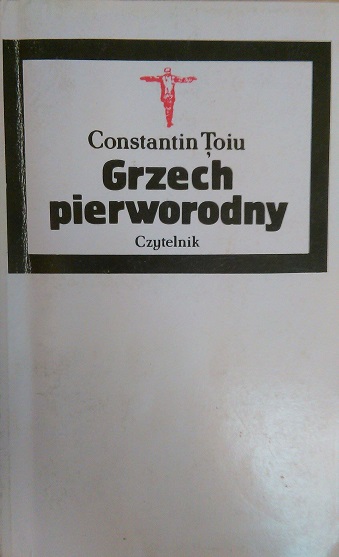 Constantin Țoiu
Grzech
pierworodny
Czytelnik